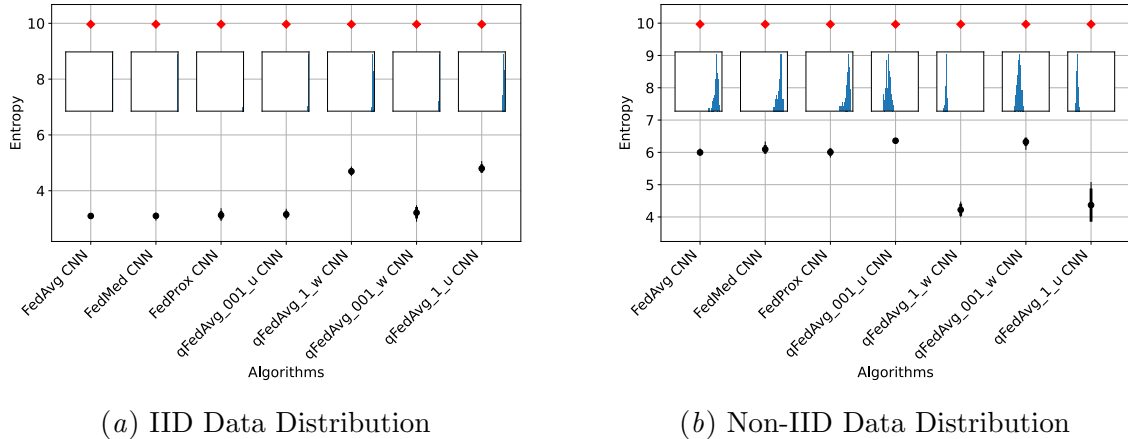 10
8
6
4
Entropy
FedAvg CNN
FedMed CNN
FedProx CNN
qFedAvg_001_u CNN
qFedAvg_1_w CNN
qFedAvg_001_w CNN
qFedAvg_1_u CNN
Algorithms
(a) IID Data Distribution
10
9
8
7
6
5
4
Entropy
FedAvg CNN
FedMed CNN
FedProx CNN
qFedAvg_001_u CNN
qFedAvg_1_w CNN
qFedAvg_001_w CNN
qFedAvg_1_u CNN
Algorithms
(b) Non-IID Data Distribution